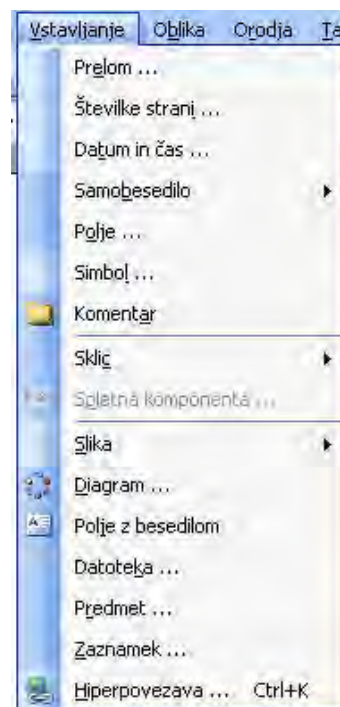 Vstavljanje Oblika Orodja Ta
Prelom ...
Številke strani ...
Datum in čas ...
Samobesedilo
Polje ...
Simbol ...
Komentar
Sklic
Spletna komponenta ...
Slika
Diagram ...
Polje z besedilom
Datoteka ...
Predmet ...
Zaznamek ...
Hiperpovezava ... Ctrl+K